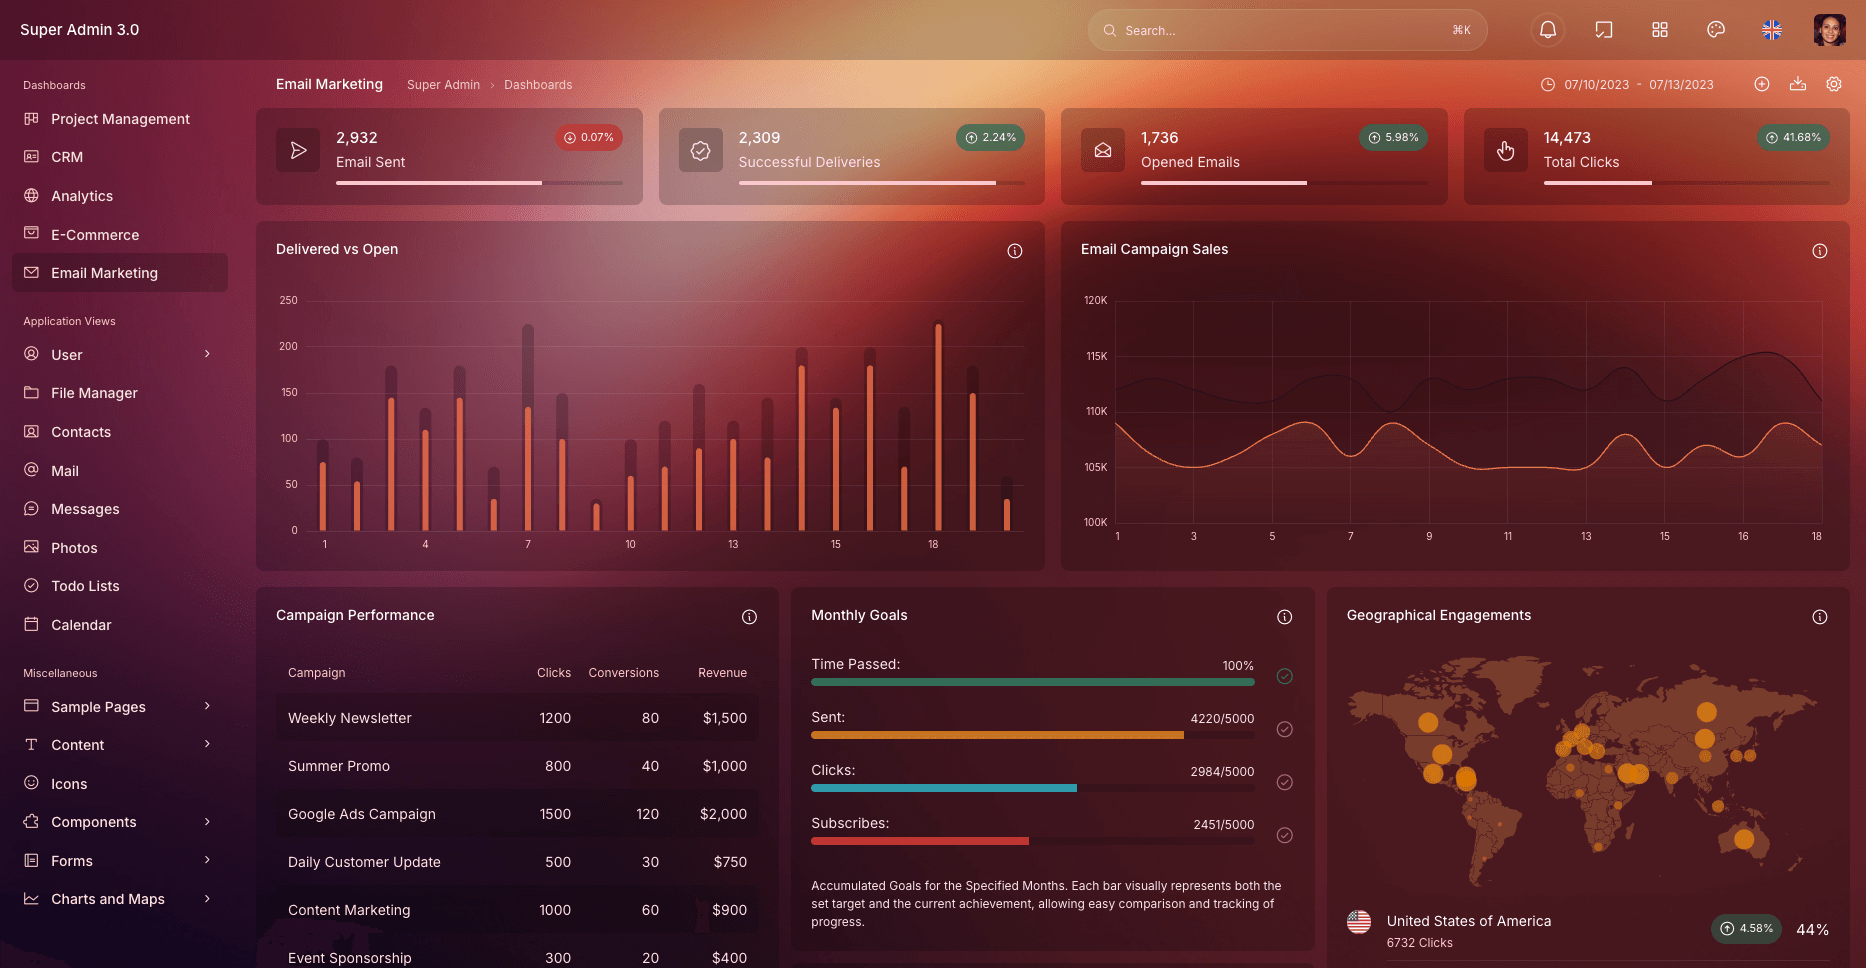 Super Admin 3.0
Search...
⌘K
Dashboards
Project Management
CRM
Analytics
E-Commerce
Email Marketing
Application Views
User
File Manager
Contacts
Mail
Messages
Photos
Todo Lists
Calendar
Miscellaneous
Sample Pages
Content
Icons
Components
Forms
Charts and Maps
Email Marketing
Super Admin › Dashboards
07/10/2023 - 07/13/2023
2,932
0.07%
Email Sent
2,309
2.24%
Successful Deliveries
1,736
5.98%
Opened Emails
14,473
41.68%
Total Clicks
Delivered vs Open
250
200
150
100
50
0
1 4 7 10 13 15 18
Email Campaign Sales
120K
115K
110K
105K
100K
1 3 5 7 9 11 13 15 16 18
Campaign Performance
Campaign Clicks Conversions Revenue
Weekly Newsletter 1200 80 $1,500
Summer Promo 800 40 $1,000
Google Ads Campaign 1500 120 $2,000
Daily Customer Update 500 30 $750
Content Marketing 1000 60 $900
Event Sponsorship 300 20 $400
Monthly Goals
Time Passed: 100%
Sent: 4220/5000
Clicks: 2984/5000
Subscribes: 2451/5000
Accumulated Goals for the Specified Months. Each bar visually represents both the
set target and the current achievement, allowing easy comparison and tracking of
progress.
Geographical Engagements
United States of America
6732 Clicks
4.58%
44%